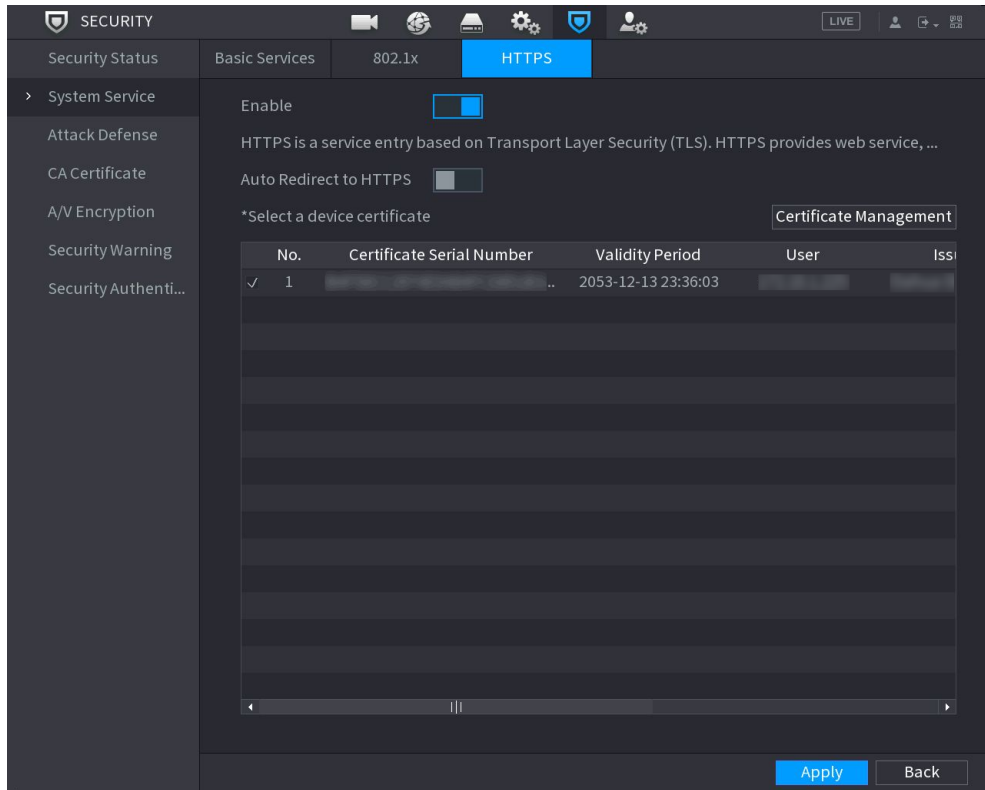 SECURITY
LIVE
Security Status
System Service
Attack Defense
CA Certificate
A/V Encryption
Security Warning
Security Authenti...
Basic Services 802.1x HTTPS
Enable
HTTPS is a service entry based on Transport Layer Security (TLS). HTTPS provides web service, ...
Auto Redirect to HTTPS
*Select a device certificate Certificate Management
No. Certificate Serial Number Validity Period User
1 .. 2053-12-13 23:36:03
Apply Back